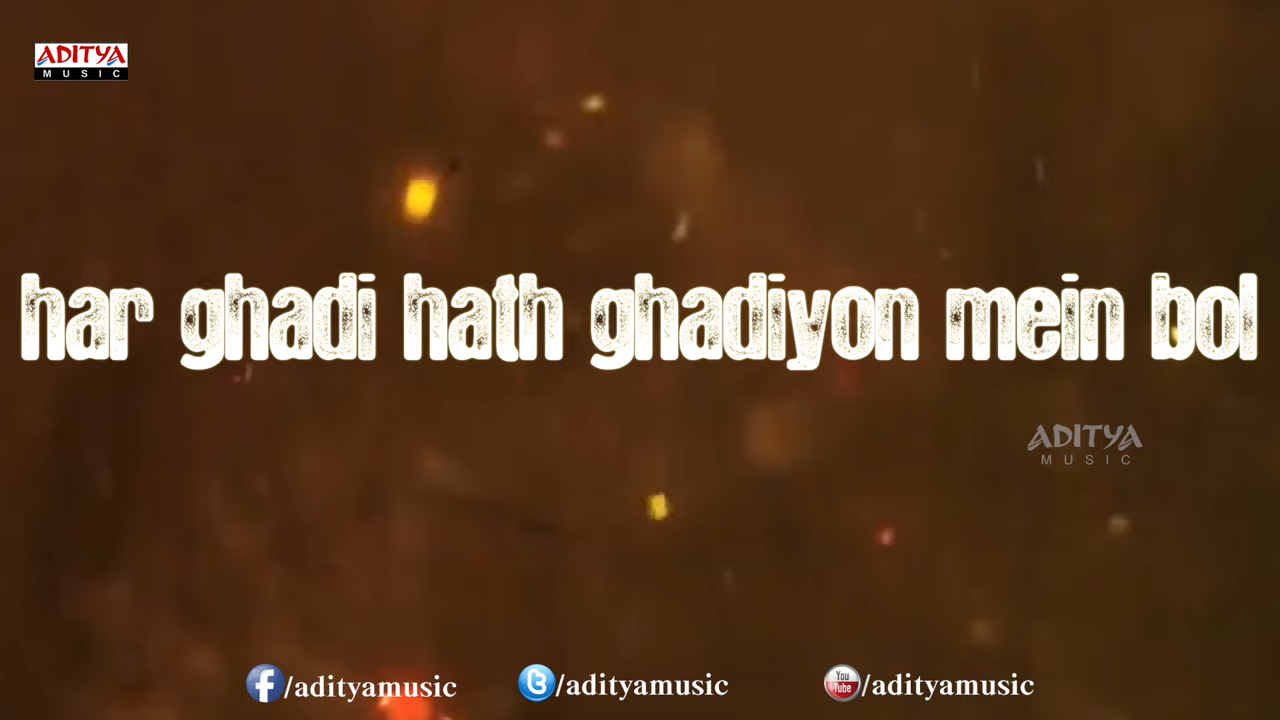 ADITYA
MUSIC
har ghadi hath ghadiyon mein bol
ADITYA
MUSIC
f/adityamusic
t/adityamusic
You Tube/adityamusic